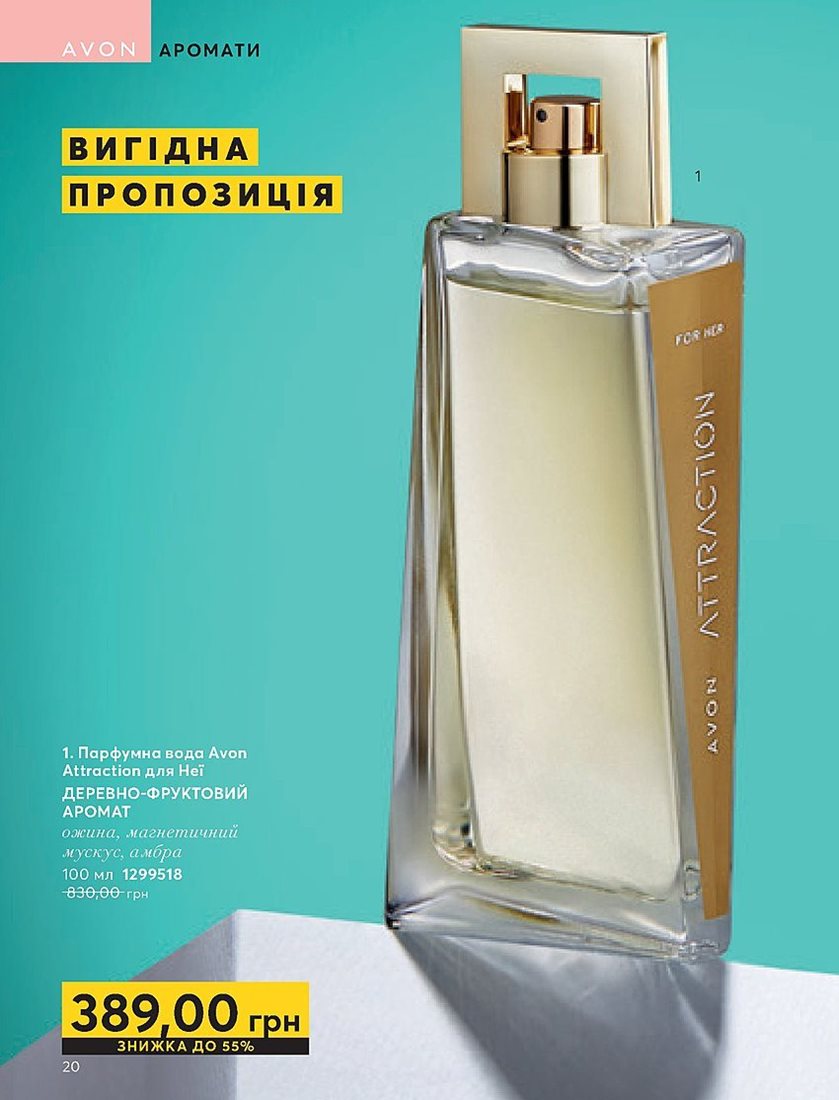 AVON АРОМАТИ
ВИГІДНА
ПРОПОЗИЦІЯ
1
FOR HER
AVON ATTRACTION
1. Парфумна вода Avon
Attraction для Неї
ДЕРЕВНО-ФРУКТОВИЙ
АРОМАТ
ожина, магнетичний
мускус, амбра
100 мл 1299518
830,00 грн
389,00 грн
ЗНИЖКА ДО 55%
20